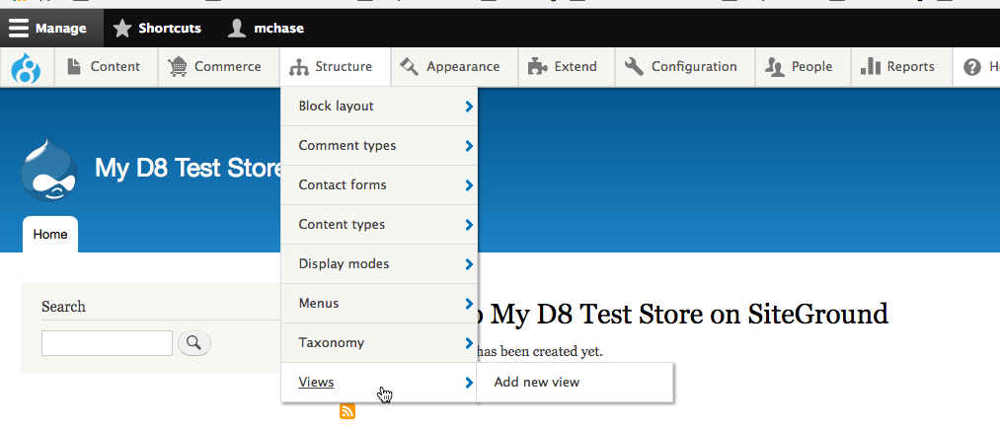 Manage Shortcuts mchase
Content Commerce Structure Appearance Extend Configuration People Reports
Block layout
Comment types
My D8 Test Store
Contact forms
Content types
Home
Display modes
Search
Menus
My D8 Test Store on SiteGround
Taxonomy
has been created yet.
Views
Add new view